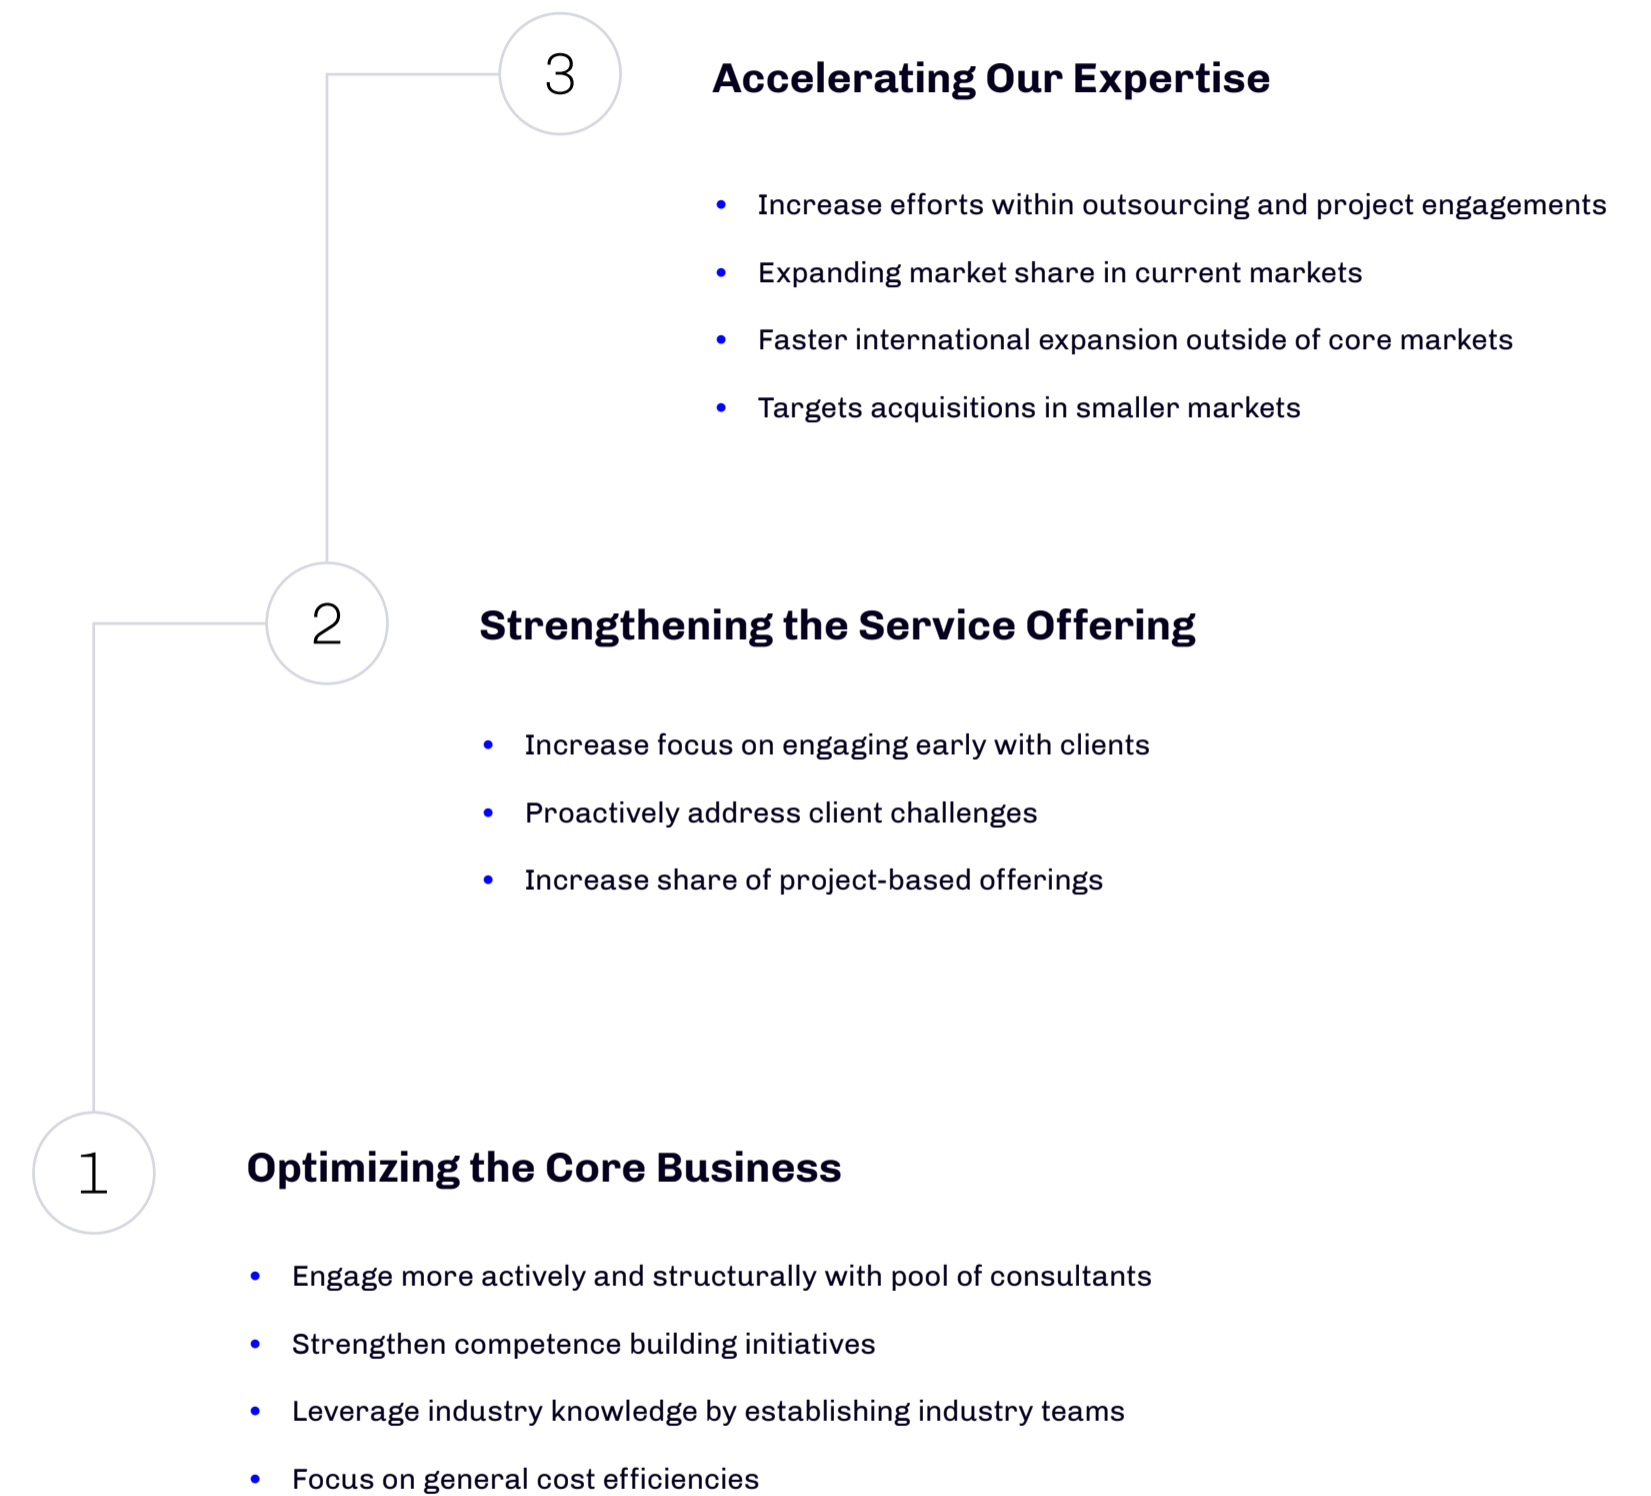 3
Accelerating Our Expertise
• Increase efforts within outsourcing and project engagements
• Expanding market share in current markets
• Faster international expansion outside of core markets
• Targets acquisitions in smaller markets
2
Strengthening the Service Offering
• Increase focus on engaging early with clients
• Proactively address client challenges
• Increase share of project-based offerings
1
Optimizing the Core Business
• Engage more actively and structurally with pool of consultants
• Strengthen competence building initiatives
• Leverage industry knowledge by establishing industry teams
• Focus on general cost efficiencies